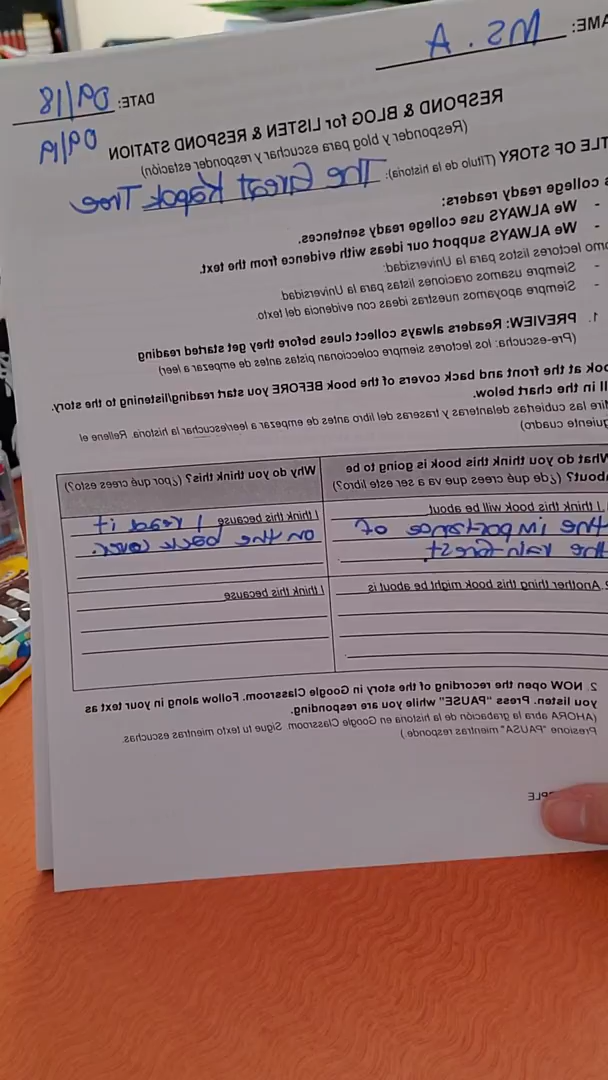 AME: Ms. A
DATE: 09/18
09/19
RESPOND & BLOG for LISTEN & RESPOND STATION
(Responder y blog para escuchar y responder estación)
TLE OF STORY (Título de la historia): The Great Kapok Tree
s college ready readers:
- We ALWAYS use college ready sentences.
- We ALWAYS support our ideas with evidence from the text.
omo lectores listos para la Universidad:
- Siempre usamos oraciones listas para la Universidad
- Siempre apoyamos nuestras ideas con evidencia del texto.
1. PREVIEW: Readers always collect clues before they get started reading
(Pre-escucha: los lectores siempre coleccionan pistas antes de empezar a leer)
ook at the front and back covers of the book BEFORE you start reading/listening to the story.
ll in the chart below.
ire las cubiertas delanteras y traseras del libro antes de empezar a leer/escuchar la historia. Rellene el
guiente cuadro)
What do you think this book is going to be
about? (¿de qué crees que va a ser este libro?)
Why do you think this? (¿por qué crees esto?)
I think this book will be about
the importance of
the rain forest.
I think this because I read it
on the back cover.
2. Another thing this book might be about is
I think this because
2. NOW open the recording of the story in Google Classroom. Follow along in your text as
you listen. Press "PAUSE" while you are responding.
(AHORA abra la grabación de la historia en Google Classroom. Sigue tu texto mientras escuchas.
Presione "PAUSA" mientras responde.)
PLE